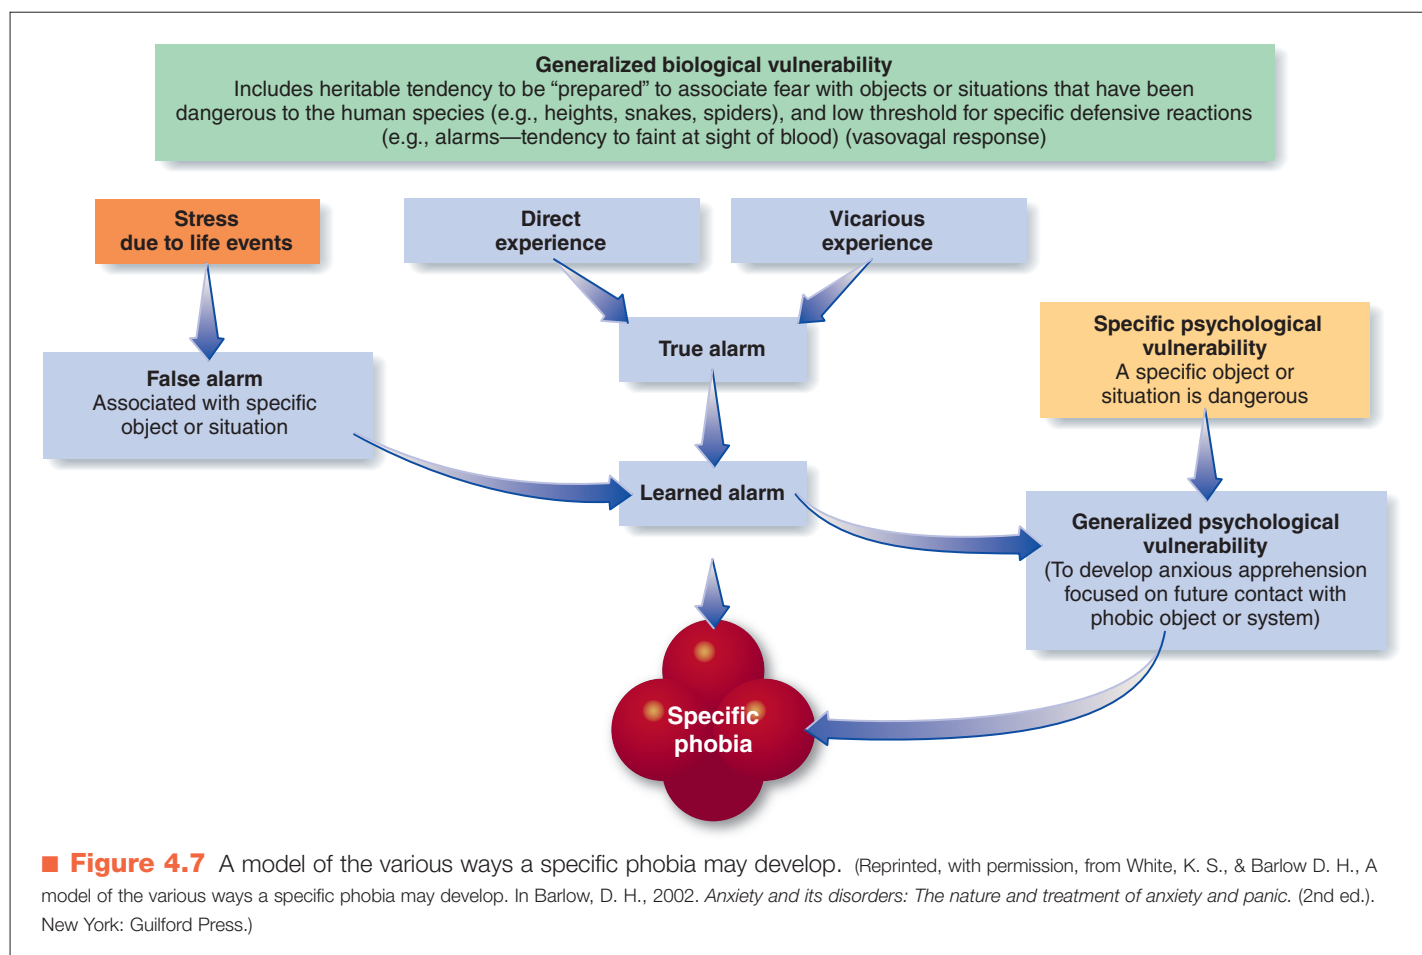 Generalized biological vulnerability
Includes heritable tendency to be “prepared” to associate fear with objects or situations that have been
dangerous to the human species (e.g., heights, snakes, spiders), and low threshold for specific defensive reactions
(e.g., alarms—tendency to faint at sight of blood) (vasovagal response)
Stress
due to life events
Direct
experience
Vicarious
experience
True alarm
Specific psychological
vulnerability
A specific object or
situation is dangerous
False alarm
Associated with specific
object or situation
Learned alarm
Generalized psychological
vulnerability
(To develop anxious apprehension
focused on future contact with
phobic object or system)
Specific
phobia
■ Figure 4.7 A model of the various ways a specific phobia may develop. (Reprinted, with permission, from White, K. S., & Barlow D. H., A
model of the various ways a specific phobia may develop. In Barlow, D. H., 2002. Anxiety and its disorders: The nature and treatment of anxiety and panic. (2nd ed.).
New York: Guilford Press.)